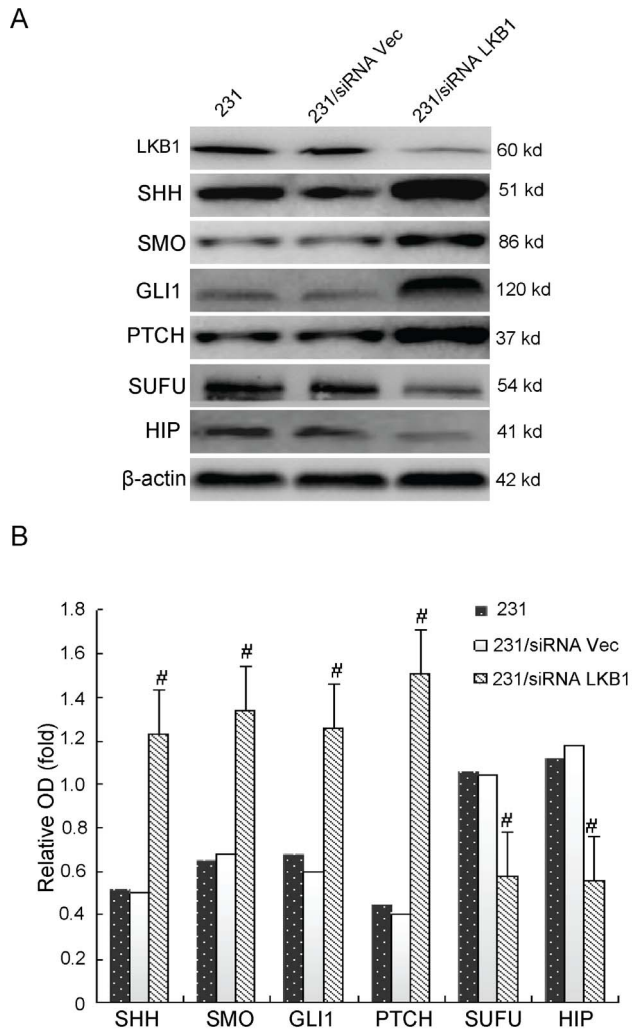 A
231
231/siRNA Vec
231/siRNA LKB1
LKB1
60 kd
SHH
51 kd
SMO
86 kd
GLI1
120 kd
PTCH
37 kd
SUFU
54 kd
HIP
41 kd
β-actin
42 kd
B
Relative OD (fold)
1.8
1.6
1.4
1.2
1.0
0.8
0.6
0.4
0.2
0
#
#
#
#
#
#
231
231/siRNA Vec
231/siRNA LKB1
SHH
SMO
GLI1
PTCH
SUFU
HIP